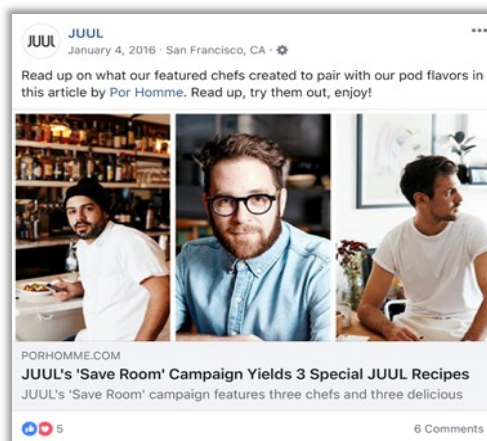 JUUL
JUUL
January 4, 2016 · San Francisco, CA ·
Read up on what our featured chefs created to pair with our pod flavors in
this article by Por Homme. Read up, try them out, enjoy!
PORHOMME.COM
JUUL's 'Save Room' Campaign Yields 3 Special JUUL Recipes
JUUL's 'Save Room' campaign features three chefs and three delicious
5
6 Comments